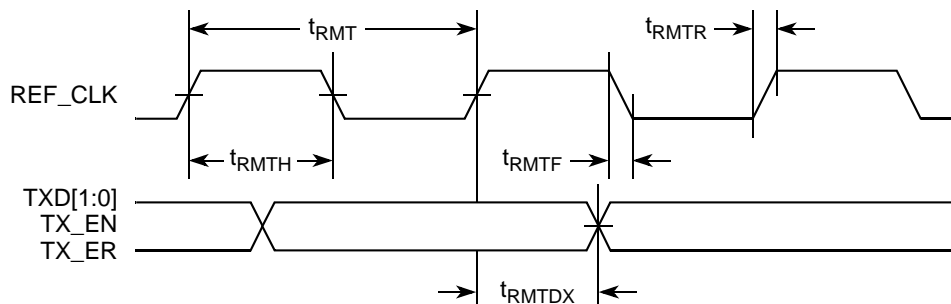 tRMT
tRMTR
REF_CLK
tRMTH
tRMTF
TXD[1:0]
TX_EN
TX_ER
tRMTDX